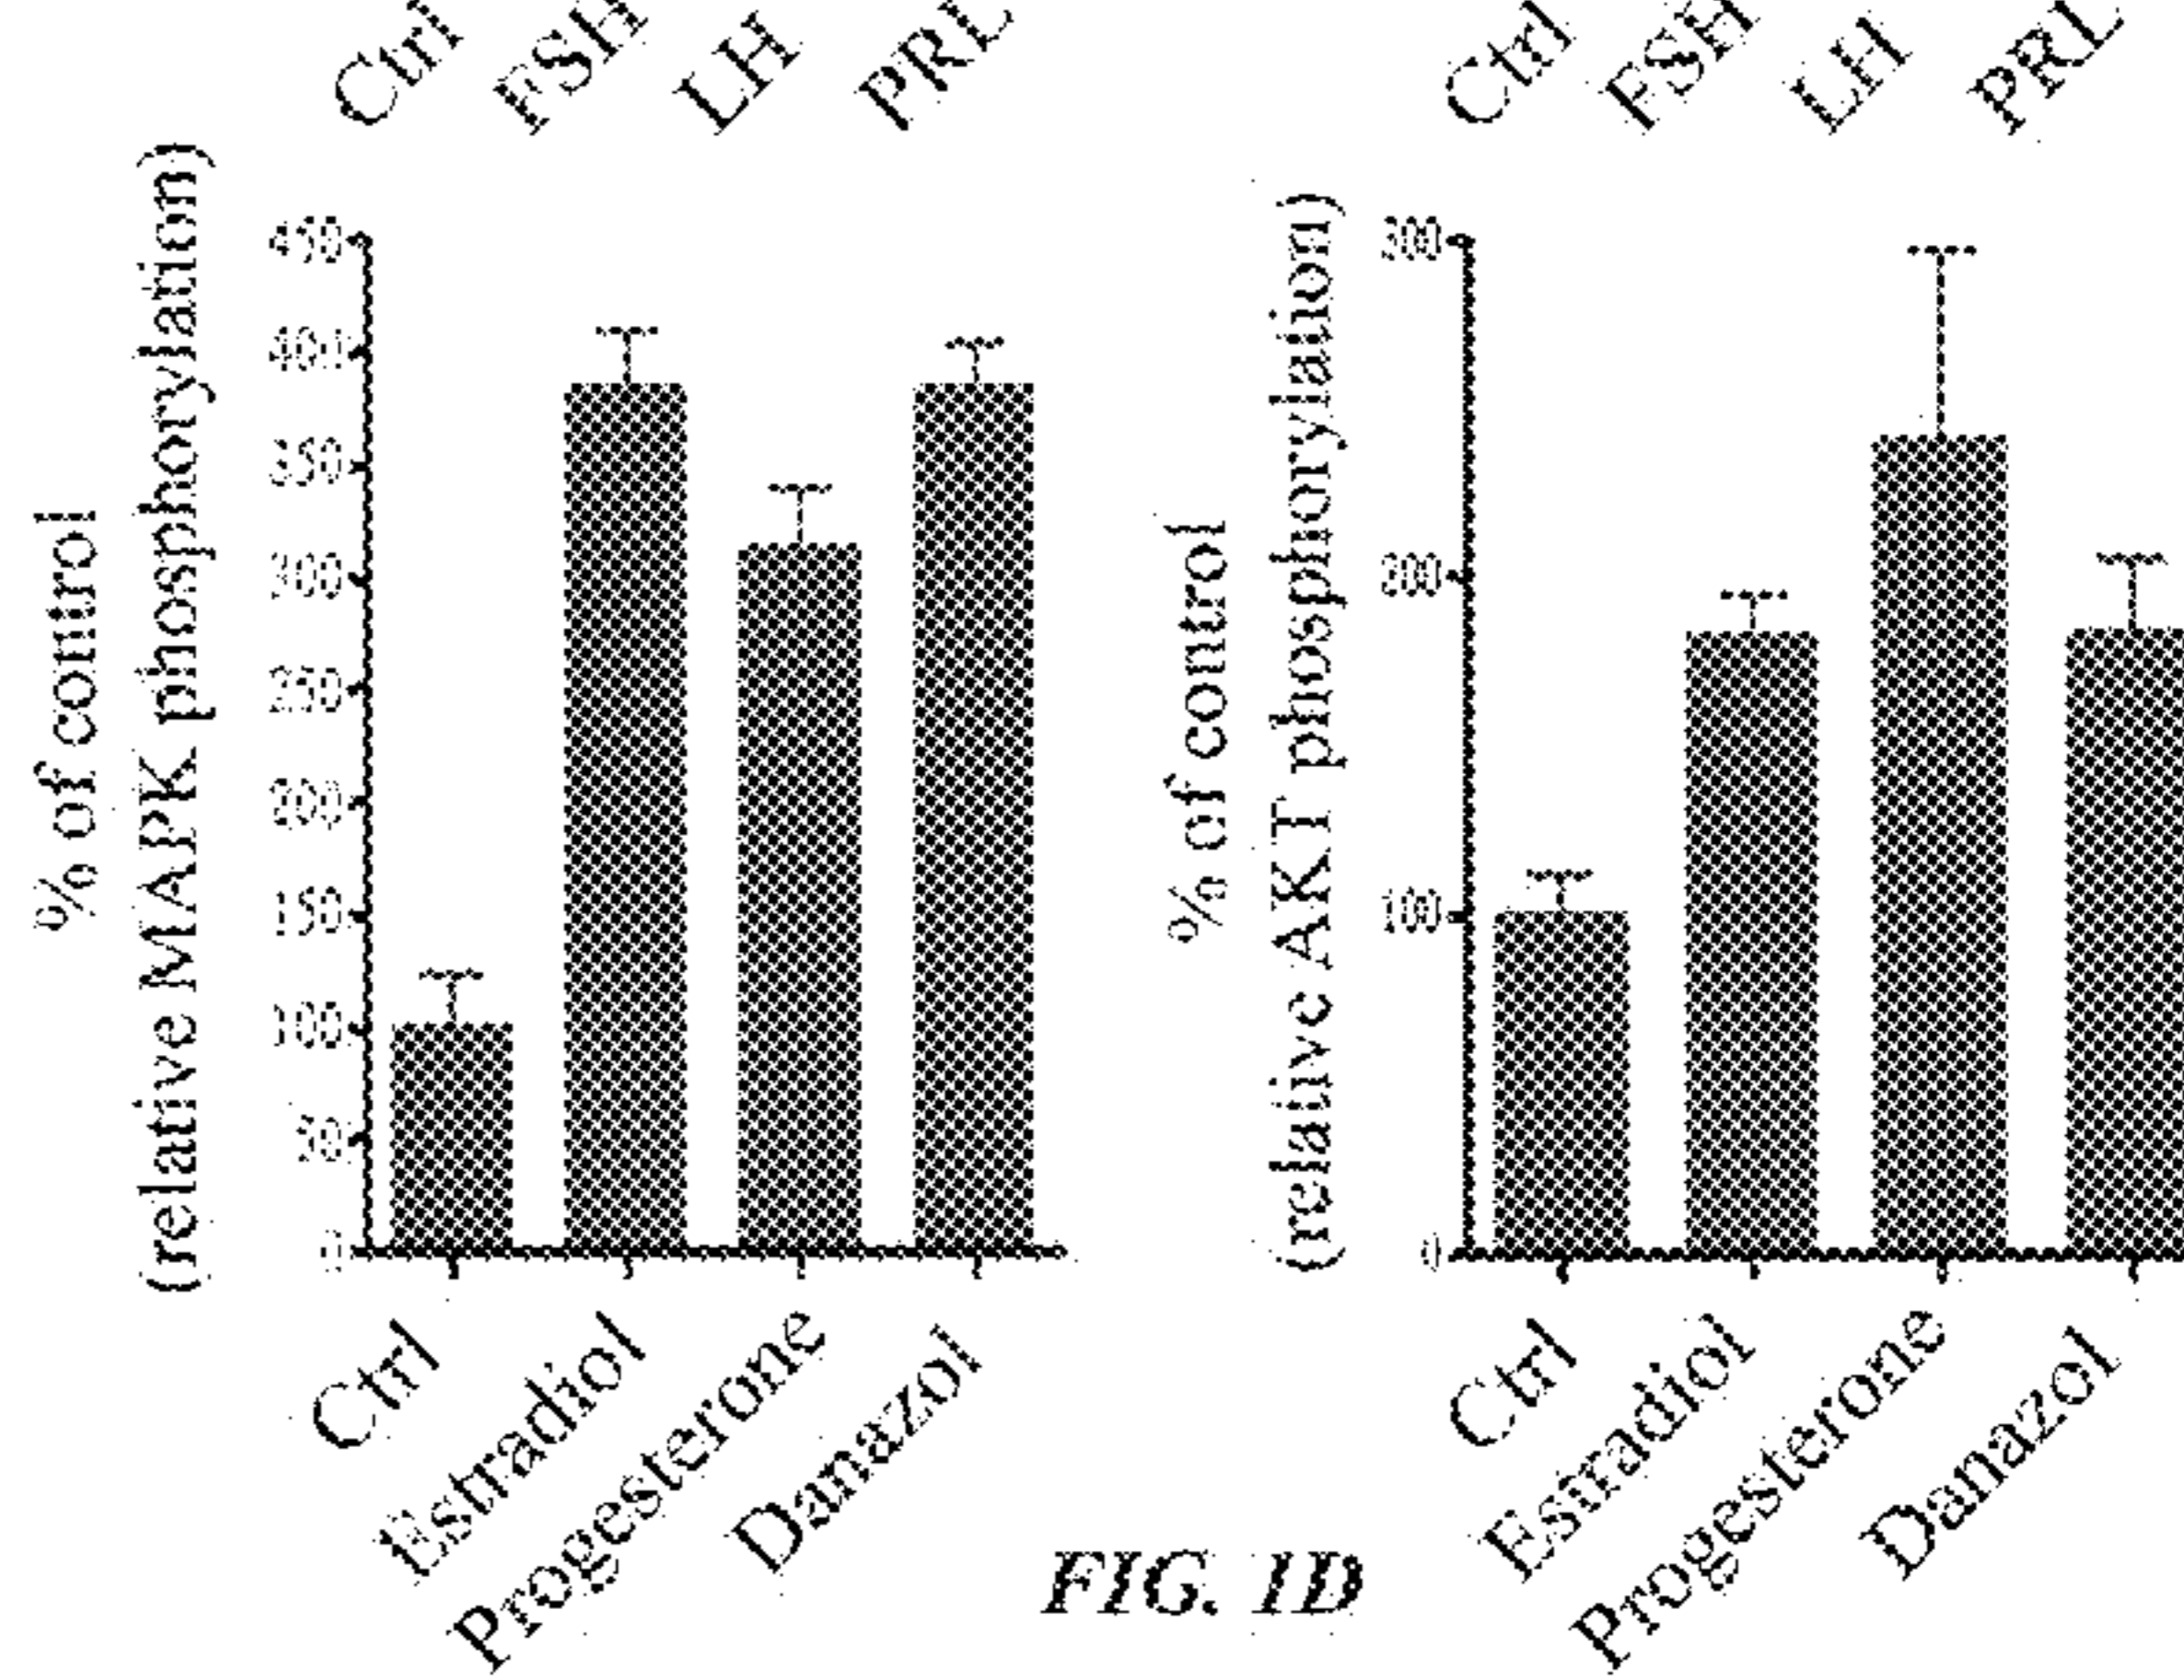 Ctrl FSH LH PRL
Ctrl FSH LH PRL
% of control
(relative MAPK phosphorylation)
450
400
350
300
250
200
150
100
50
0
Ctrl
Estradiol
Progesterone
Danazol
% of control
(relative AKT phosphorylation)
300
200
100
0
Ctrl
Estradiol
Progesterone
Danazol
FIG. 1D